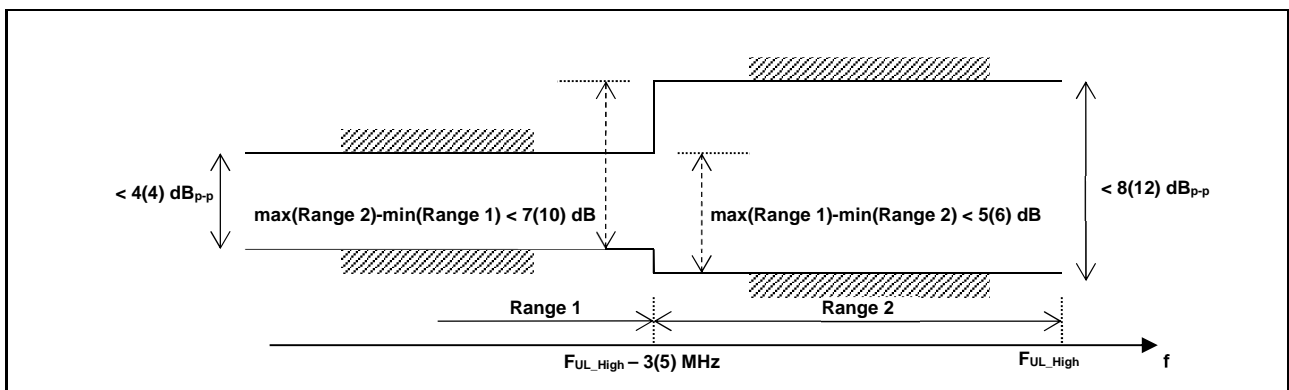 < 4(4) dBp-p
max(Range 2)-min(Range 1) < 7(10) dB
max(Range 1)-min(Range 2) < 5(6) dB
< 8(12) dBp-p
Range 1
Range 2
FUL_High – 3(5) MHz
FUL_High
f